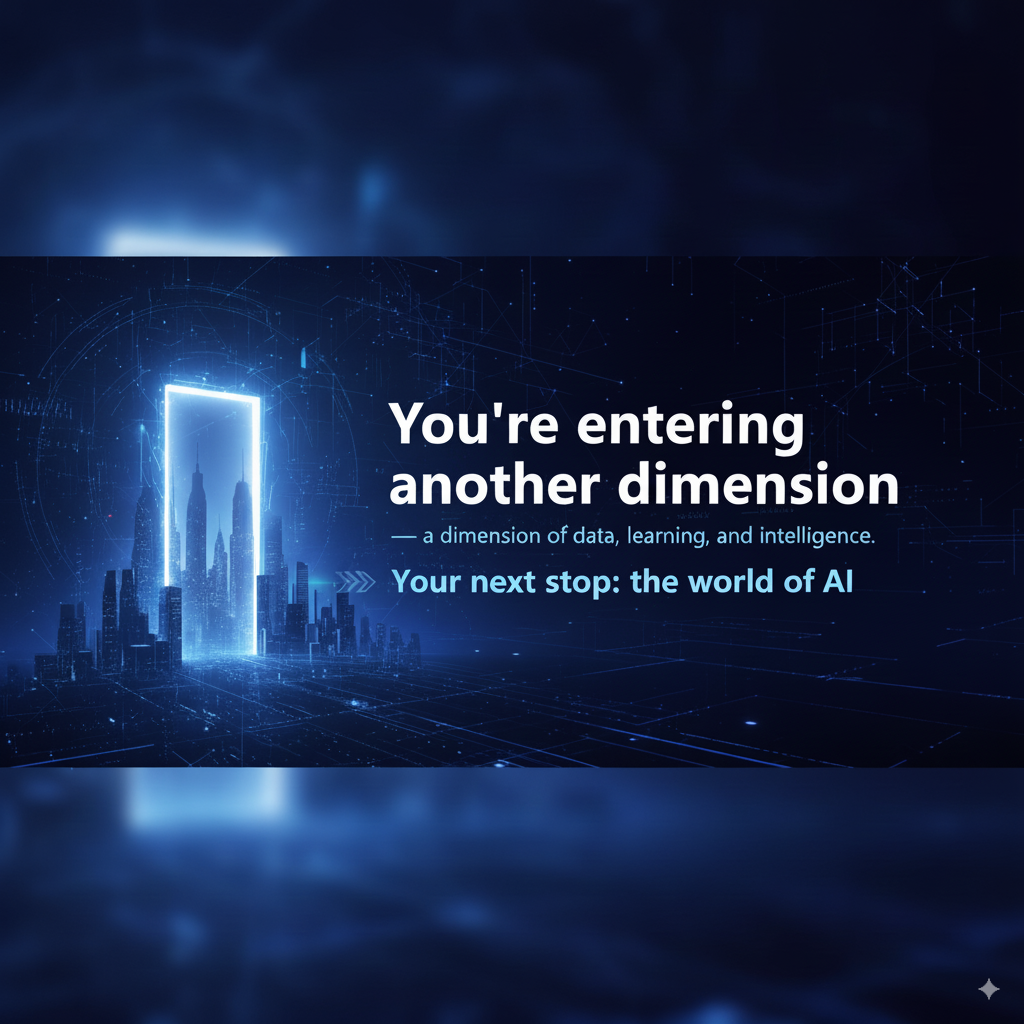 You're entering
another dimension
— a dimension of data, learning, and intelligence.
Your next stop: the world of AI